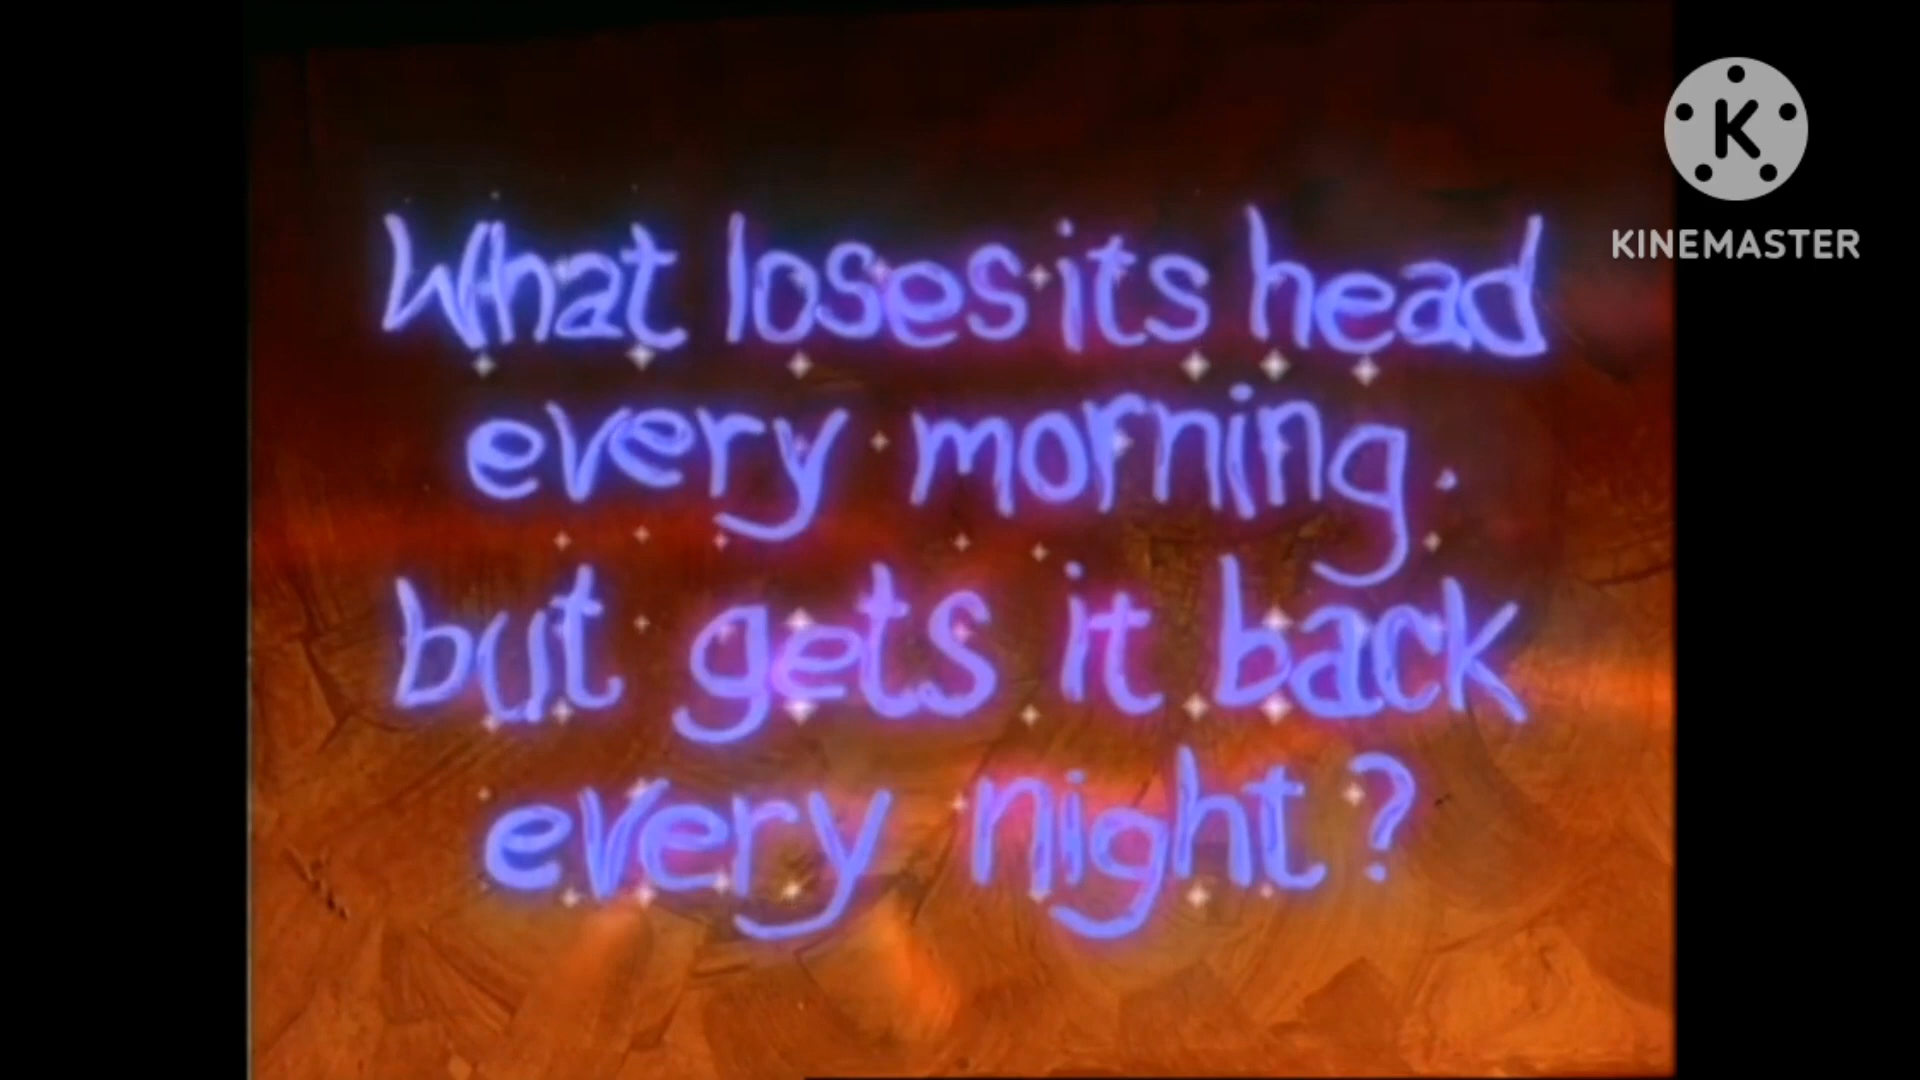 What loses its head
every morning
but gets it back
every night?
K
KINEMASTER